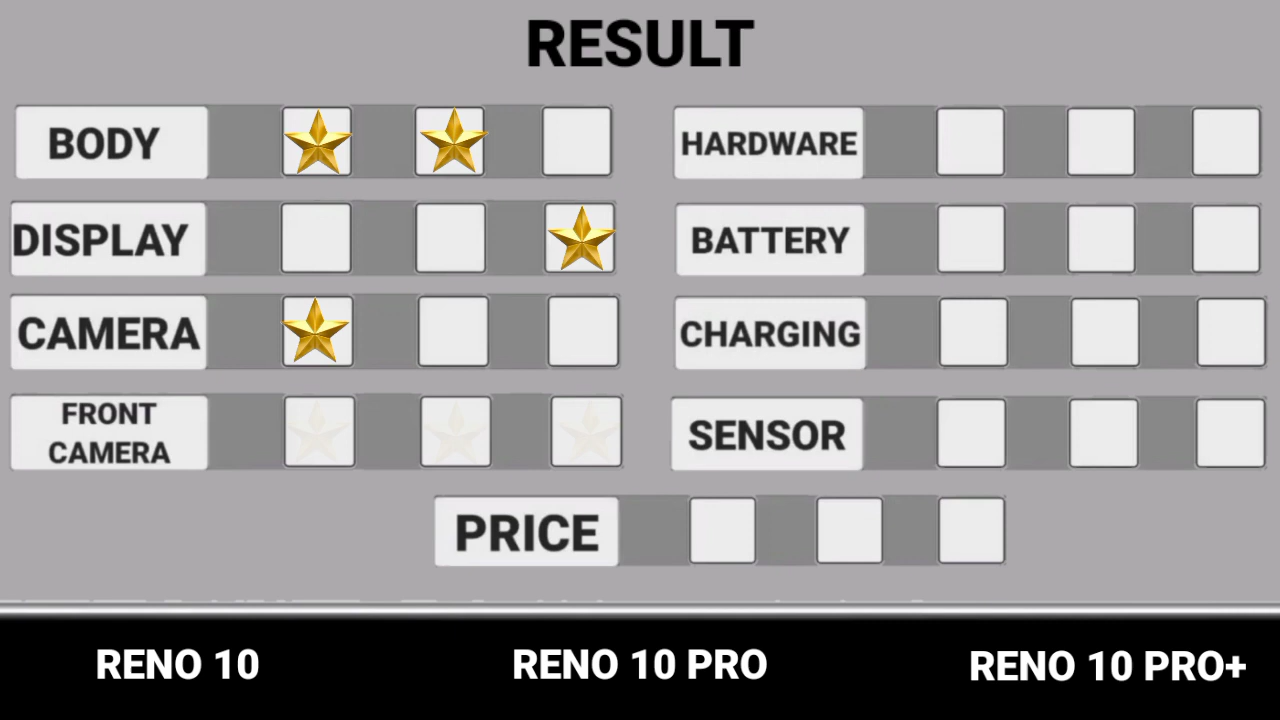 RESULT
BODY
HARDWARE
DISPLAY
BATTERY
CAMERA
CHARGING
FRONT
CAMERA
SENSOR
PRICE
RENO 10
RENO 10 PRO
RENO 10 PRO+